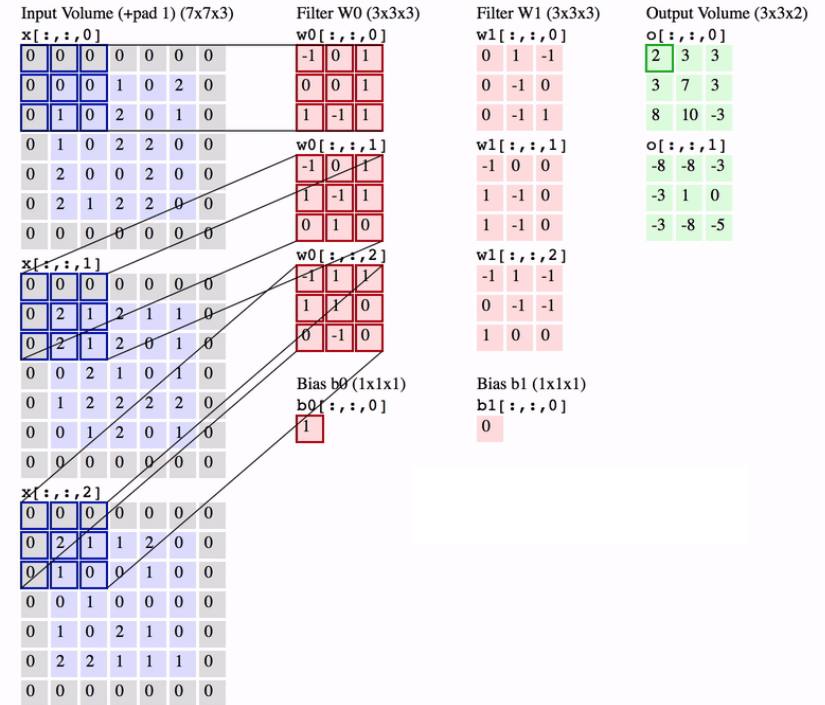 Input Volume (+pad 1) (7x7x3) Filter W0 (3x3x3) Filter W1 (3x3x3) Output Volume (3x3x2)
x[:,:,0] w0[:,:,0] w1[:,:,0] o[:,:,0]
0 0 0 0 0 0 0 -1 0 1 0 1 -1 2 3 3
0 0 0 1 0 2 0 0 0 1 0 -1 0 3 7 3
0 1 0 2 0 1 0 1 -1 1 0 -1 1 8 10 -3
0 1 0 2 2 0 0 w0[:,:,1] w1[:,:,1] o[:,:,1]
0 2 0 0 2 0 0 -1 0 1 -1 0 0 -8 -8 -3
0 2 1 2 2 0 0 1 -1 1 1 -1 0 -3 1 0
0 0 0 0 0 0 0 0 1 0 1 -1 0 -3 -8 -5
x[:,:,1] w0[:,:,2] w1[:,:,2]
0 0 0 0 0 0 0 -1 1 1 -1 1 -1
0 2 1 2 1 1 0 1 1 0 0 -1 -1
0 2 1 2 0 1 0 0 -1 0 1 0 0
0 0 2 1 0 1 0 Bias b0 (1x1x1) Bias b1 (1x1x1)
0 1 2 2 2 2 0 b0[:,:,0] b1[:,:,0]
0 0 1 2 0 1 0 1 0
0 0 0 0 0 0 0
x[:,:,2]
0 0 0 0 0 0 0
0 2 1 1 2 0 0
0 1 0 0 1 0 0
0 0 1 0 0 0 0
0 1 0 2 1 0 0
0 2 2 1 1 1 0
0 0 0 0 0 0 0